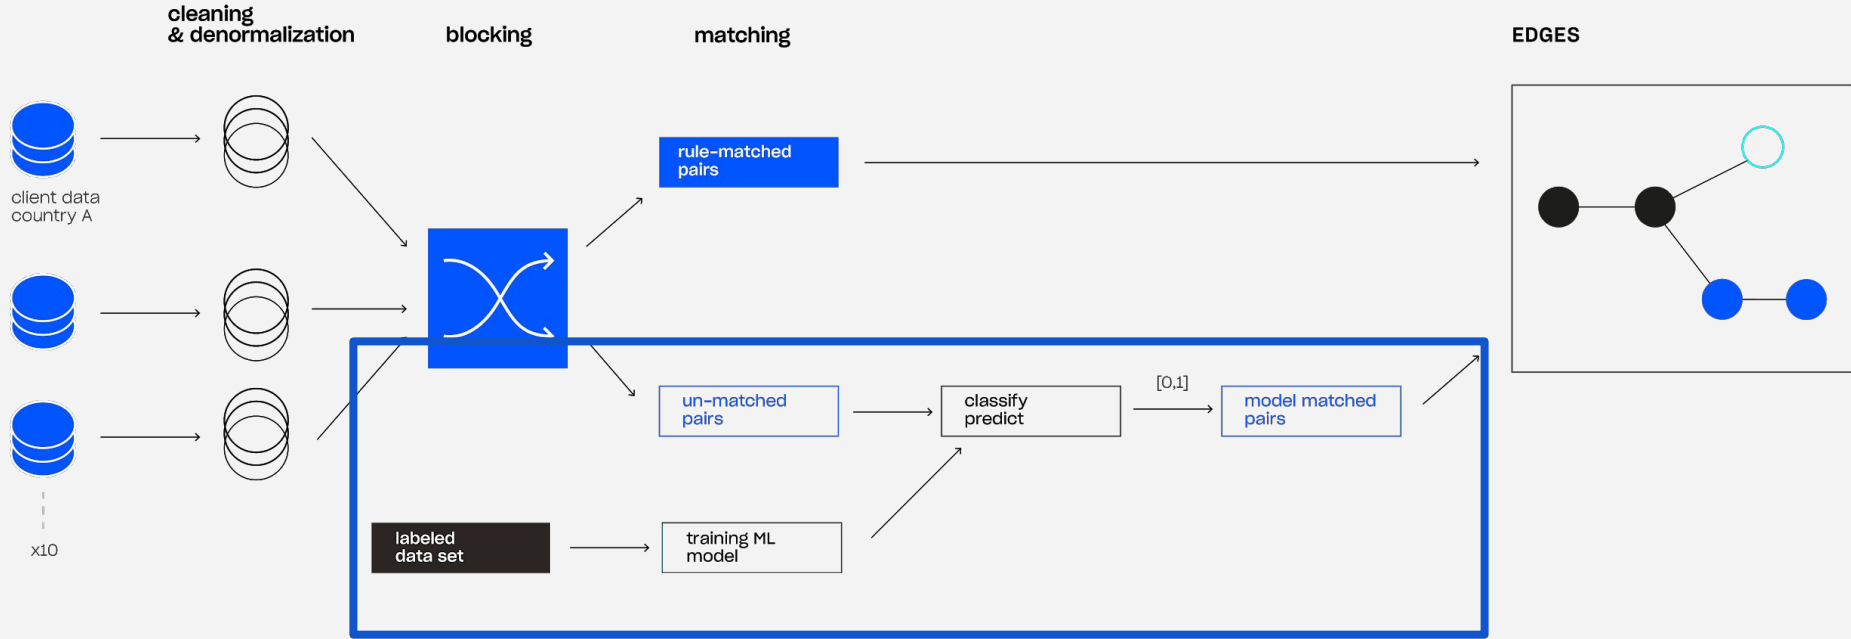 cleaning
& denormalization
blocking
matching
EDGES
client data
country A
x10
rule-matched
pairs
un-matched
pairs
classify
predict
[0,1]
model matched
pairs
labeled
data set
training ML
model